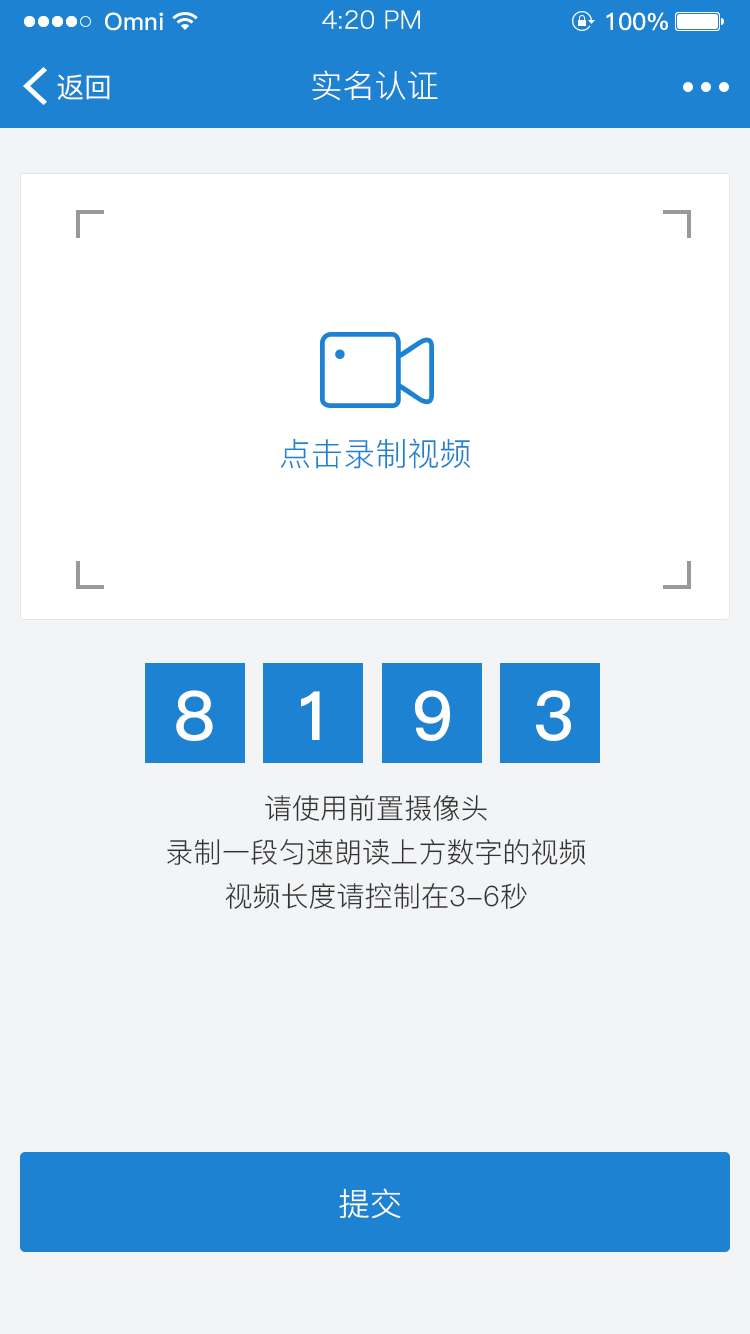 Omni 4:20 PM 100%
返回 实名认证
点击录制视频
8 1 9 3
请使用前置摄像头
录制一段匀速朗读上方数字的视频
视频长度请控制在3-6秒
提交